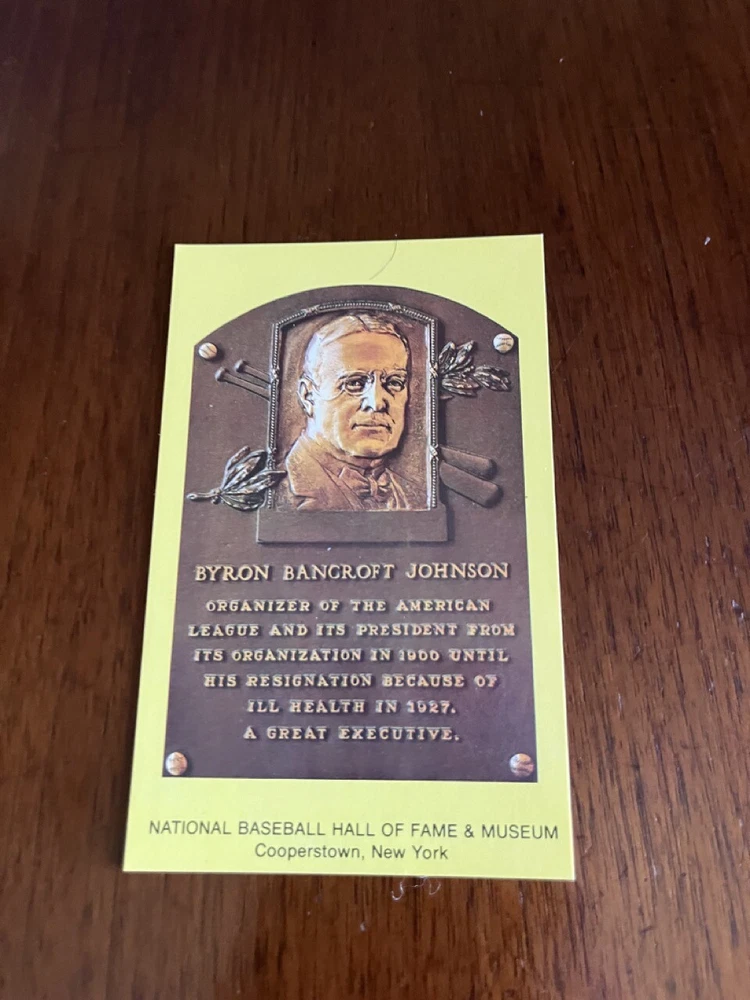 BYRON BANCROFT JOHNSON
ORGANIZER OF THE AMERICAN
LEAGUE AND ITS PRESIDENT FROM
ITS ORGANIZATION IN 1900 UNTIL
HIS RESIGNATION BECAUSE OF
ILL HEALTH IN 1927.
A GREAT EXECUTIVE.
NATIONAL BASEBALL HALL OF FAME & MUSEUM
Cooperstown, New York